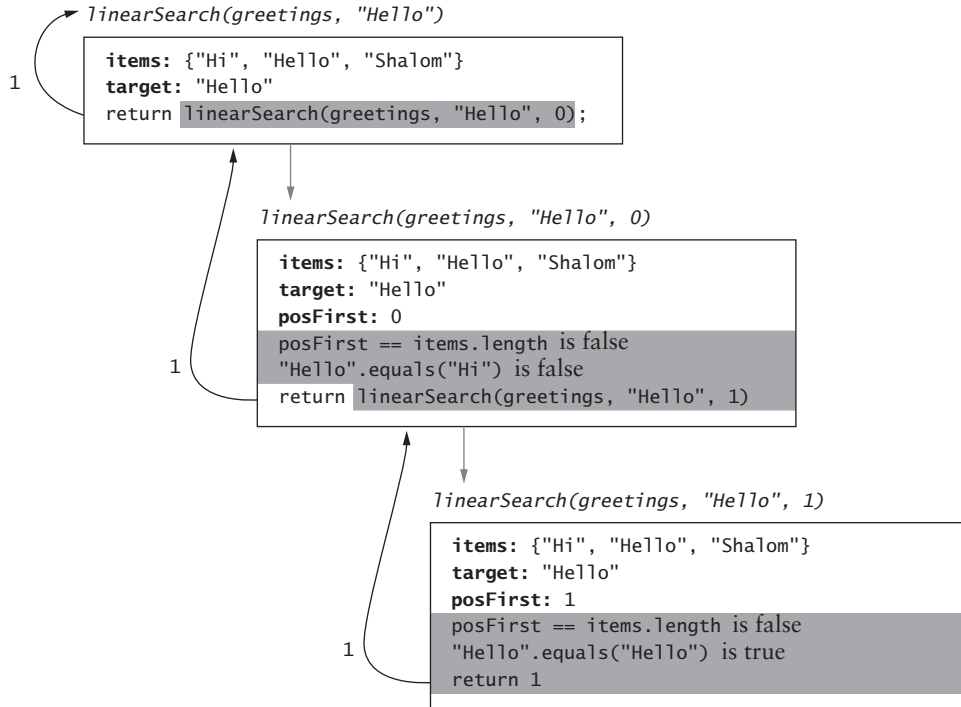 linearSearch(greetings, "Hello")
items: {"Hi", "Hello", "Shalom"}
target: "Hello"
return linearSearch(greetings, "Hello", 0);
1
linearSearch(greetings, "Hello", 0)
items: {"Hi", "Hello", "Shalom"}
target: "Hello"
posFirst: 0
posFirst == items.length is false
"Hello".equals("Hi") is false
return linearSearch(greetings, "Hello", 1)
1
linearSearch(greetings, "Hello", 1)
items: {"Hi", "Hello", "Shalom"}
target: "Hello"
posFirst: 1
posFirst == items.length is false
"Hello".equals("Hello") is true
return 1
1